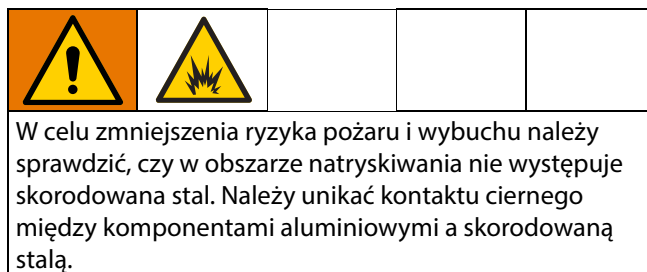 W celu zmniejszenia ryzyka pożaru i wybuchu należy
sprawdzić, czy w obszarze natryskiwania nie występuje
skorodowana stal. Należy unikać kontaktu ciernego
między komponentami aluminiowymi a skorodowaną
stalą.